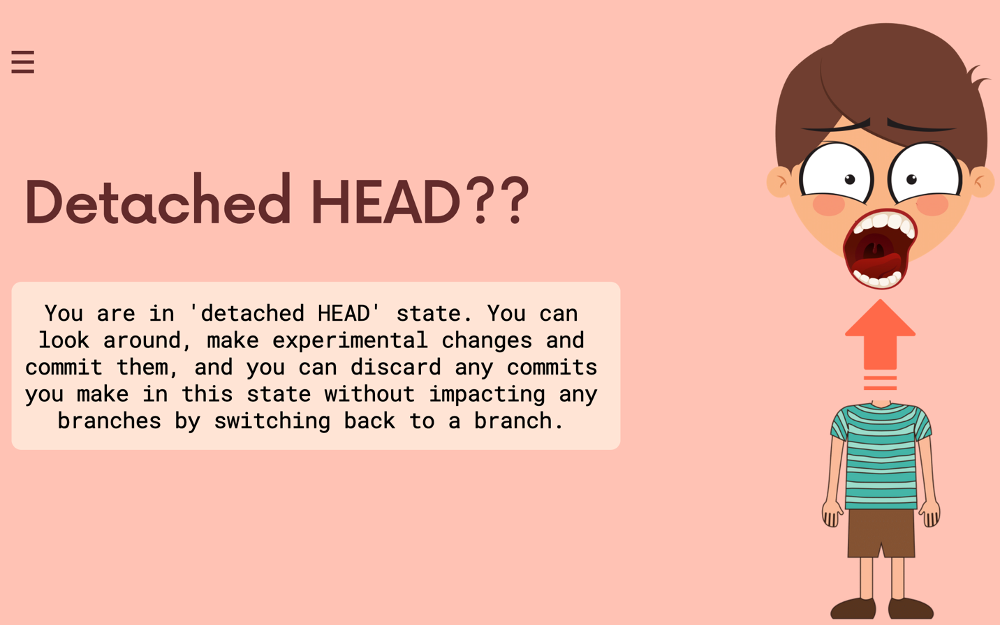 Detached HEAD??
You are in 'detached HEAD' state. You can
look around, make experimental changes and
commit them, and you can discard any commits
you make in this state without impacting any
branches by switching back to a branch.